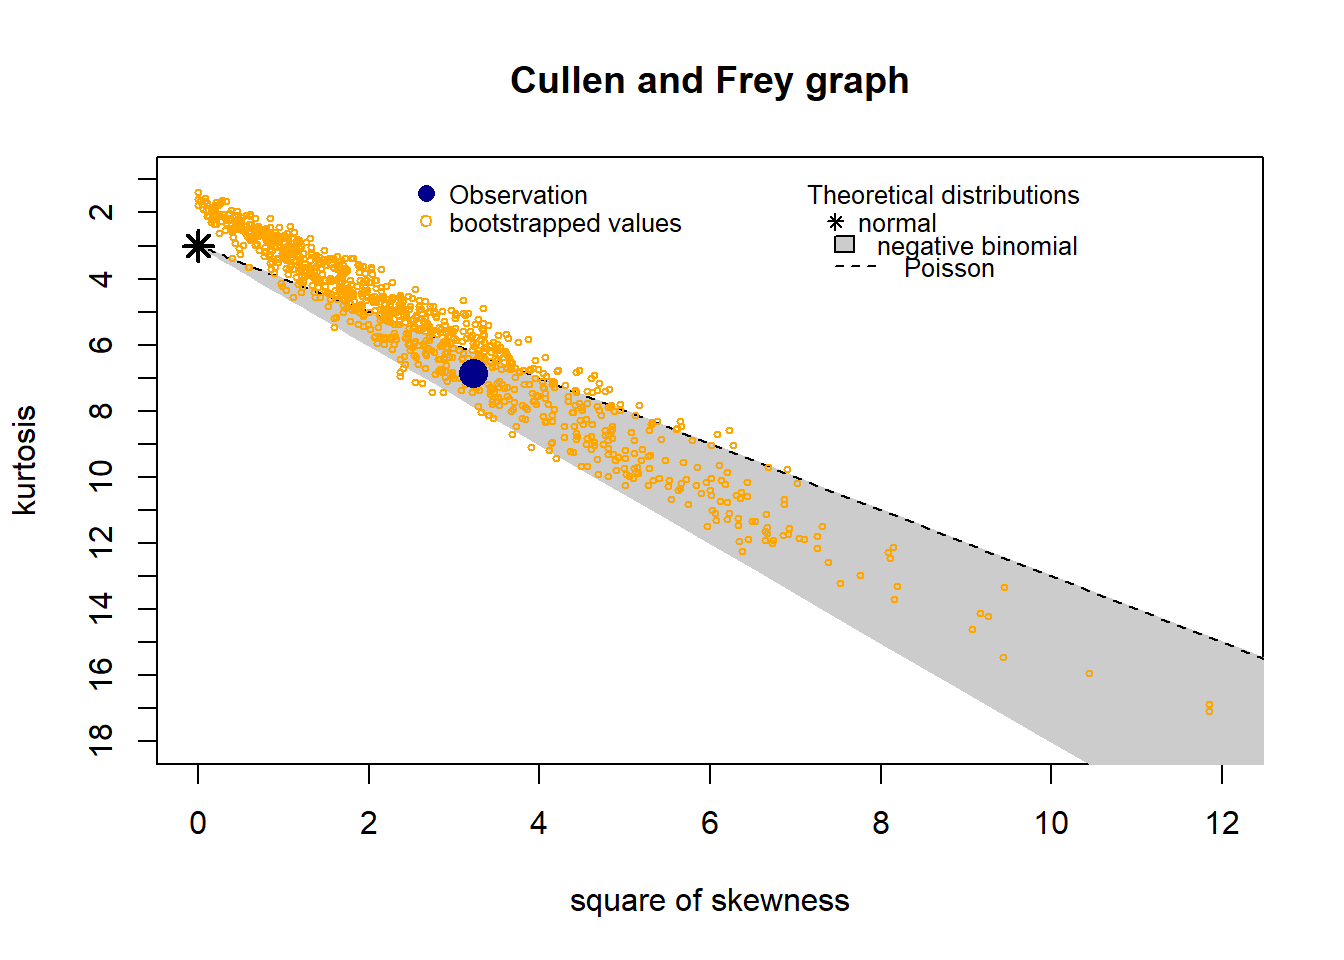 Cullen and Frey graph
Observation
bootstrapped values
Theoretical distributions
normal
negative binomial
Poisson
kurtosis
2
4
6
8
10
12
14
16
18
0 2 4 6 8 10 12
square of skewness